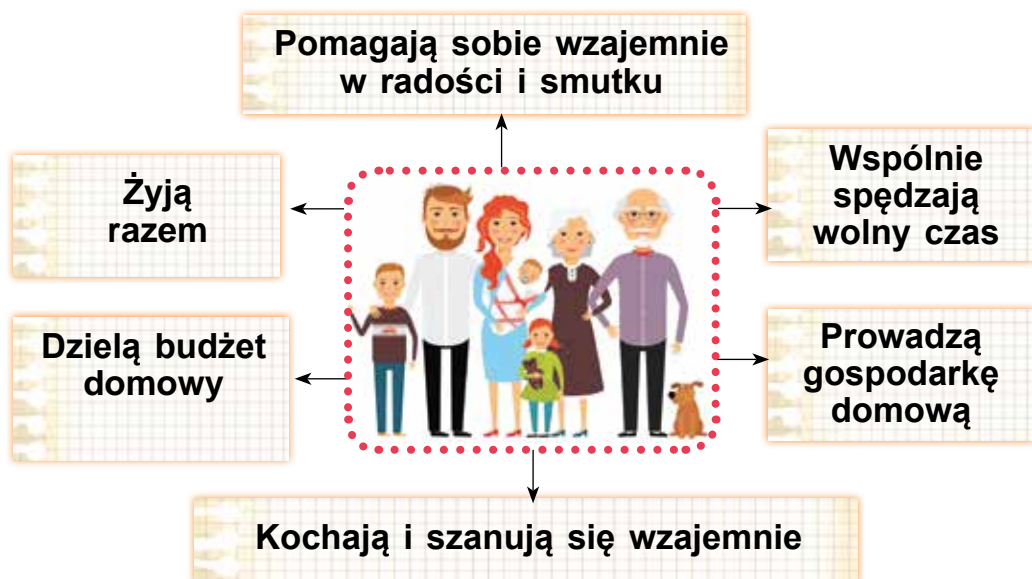 Pomagają sobie wzajemnie
w radości i smutku
Żyją
razem
Wspólnie
spędzają
wolny czas
Dzielą budżet
domowy
Prowadzą
gospodarkę
domową
Kochają i szanują się wzajemnie